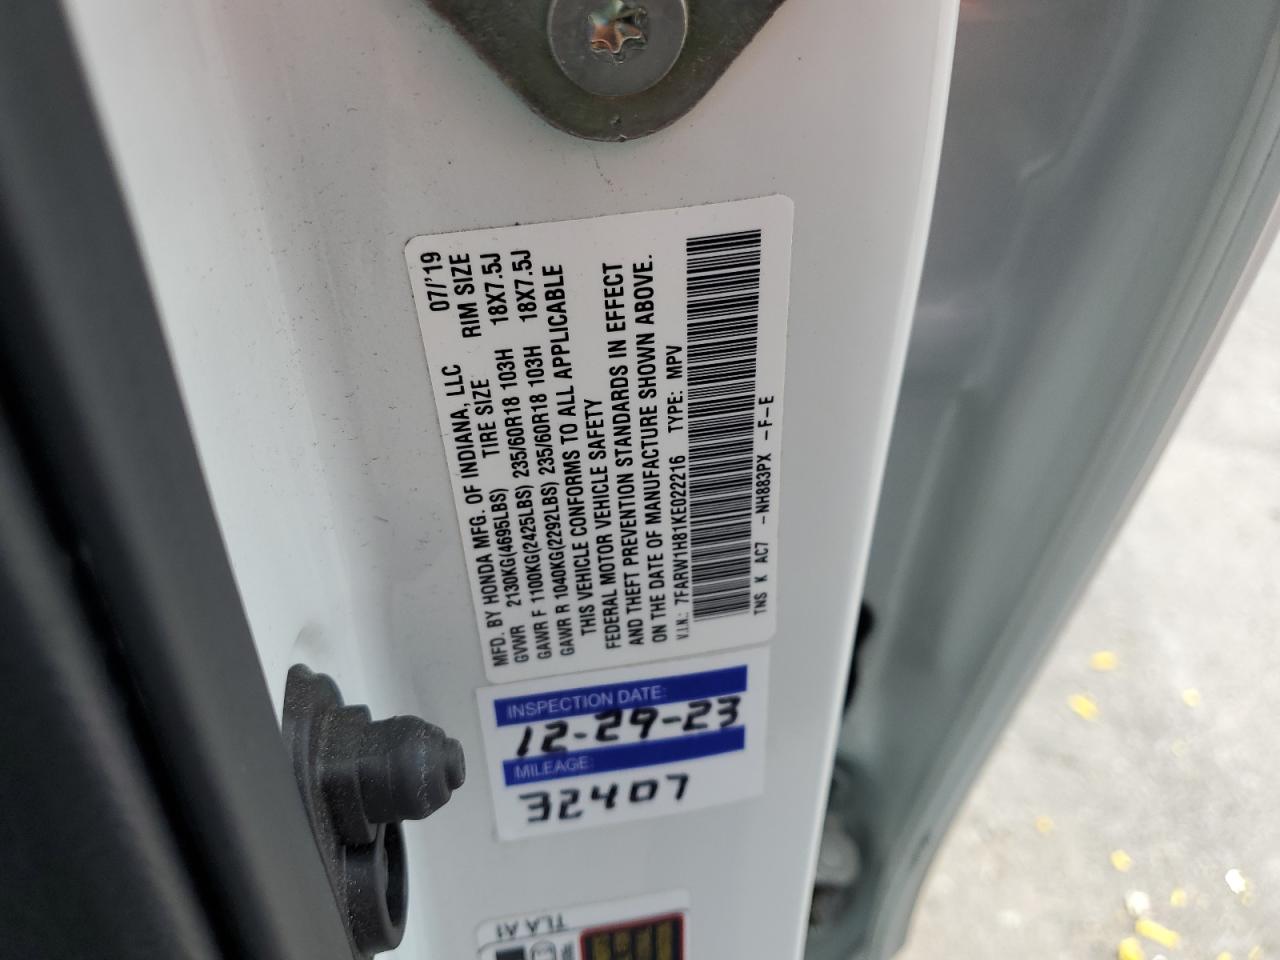 MFD. BY HONDA MFG. OF INDIANA, LLC 07/'19
GVWR 2130KG(4695LBS) TIRE SIZE RIM SIZE
GAWR F 1100KG(2425LBS) 235/60R18 103H 18X7.5J
GAWR R 1040KG(2292LBS) 235/60R18 103H 18X7.5J
THIS VEHICLE CONFORMS TO ALL APPLICABLE
FEDERAL MOTOR VEHICLE SAFETY
AND THEFT PREVENTION STANDARDS IN EFFECT
ON THE DATE OF MANUFACTURE SHOWN ABOVE.
V.I.N.: 7FARW1H81KE022216 TYPE: MPV
TNS K AC7 -NH883PX -F-E
INSPECTION DATE:
12-29-23
MILEAGE:
32407
TLA A1